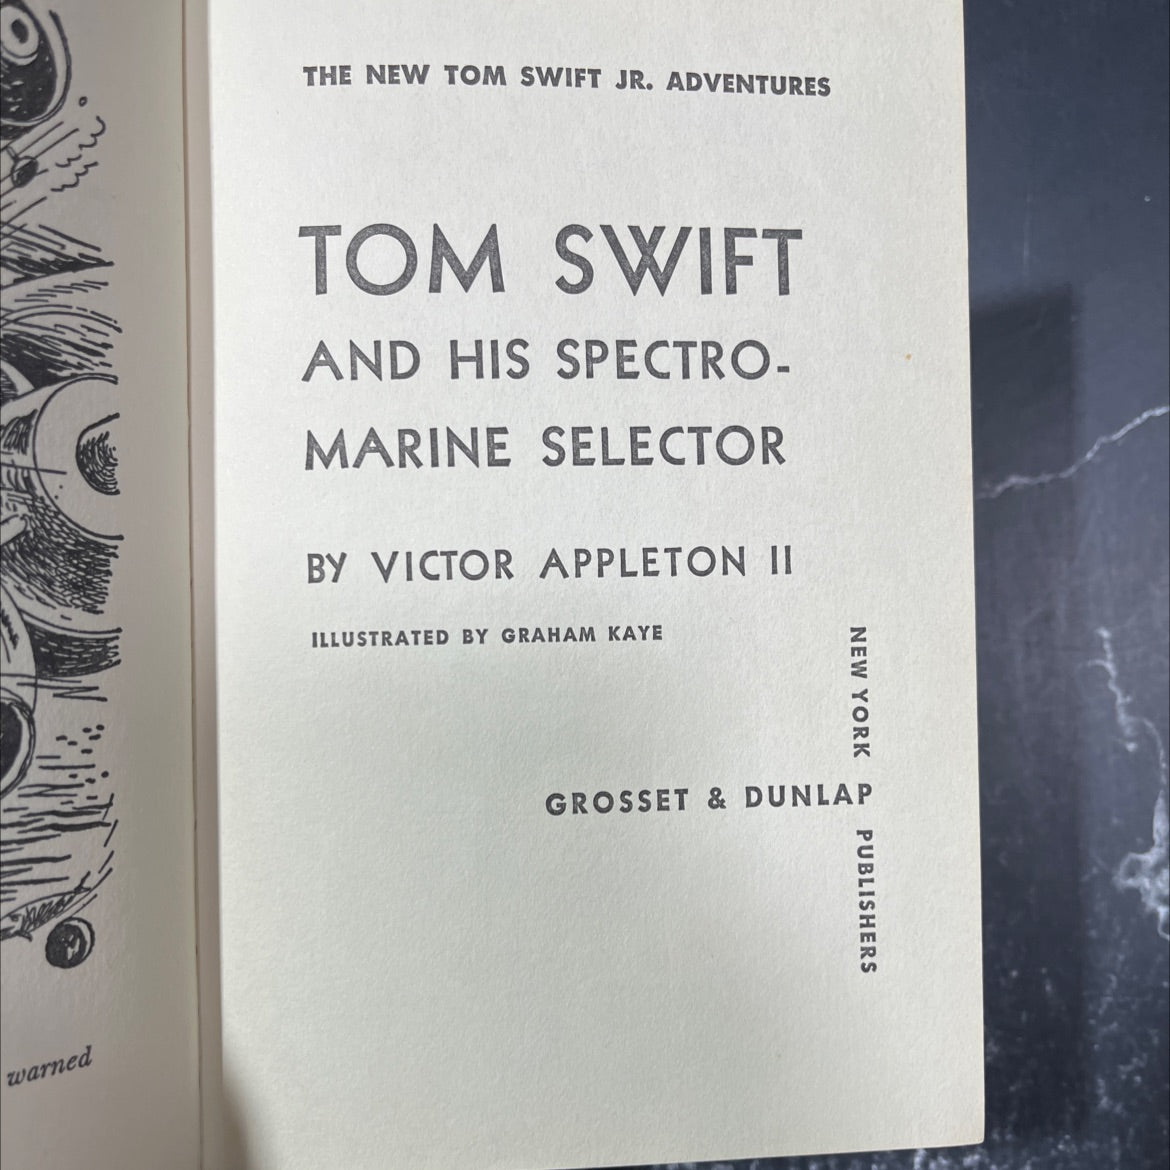 THE NEW TOM SWIFT JR. ADVENTURES
TOM SWIFT
AND HIS SPECTRO-
MARINE SELECTOR
BY VICTOR APPLETON II
ILLUSTRATED BY GRAHAM KAYE
NEW YORK
GROSSET & DUNLAP
PUBLISHERS
warned